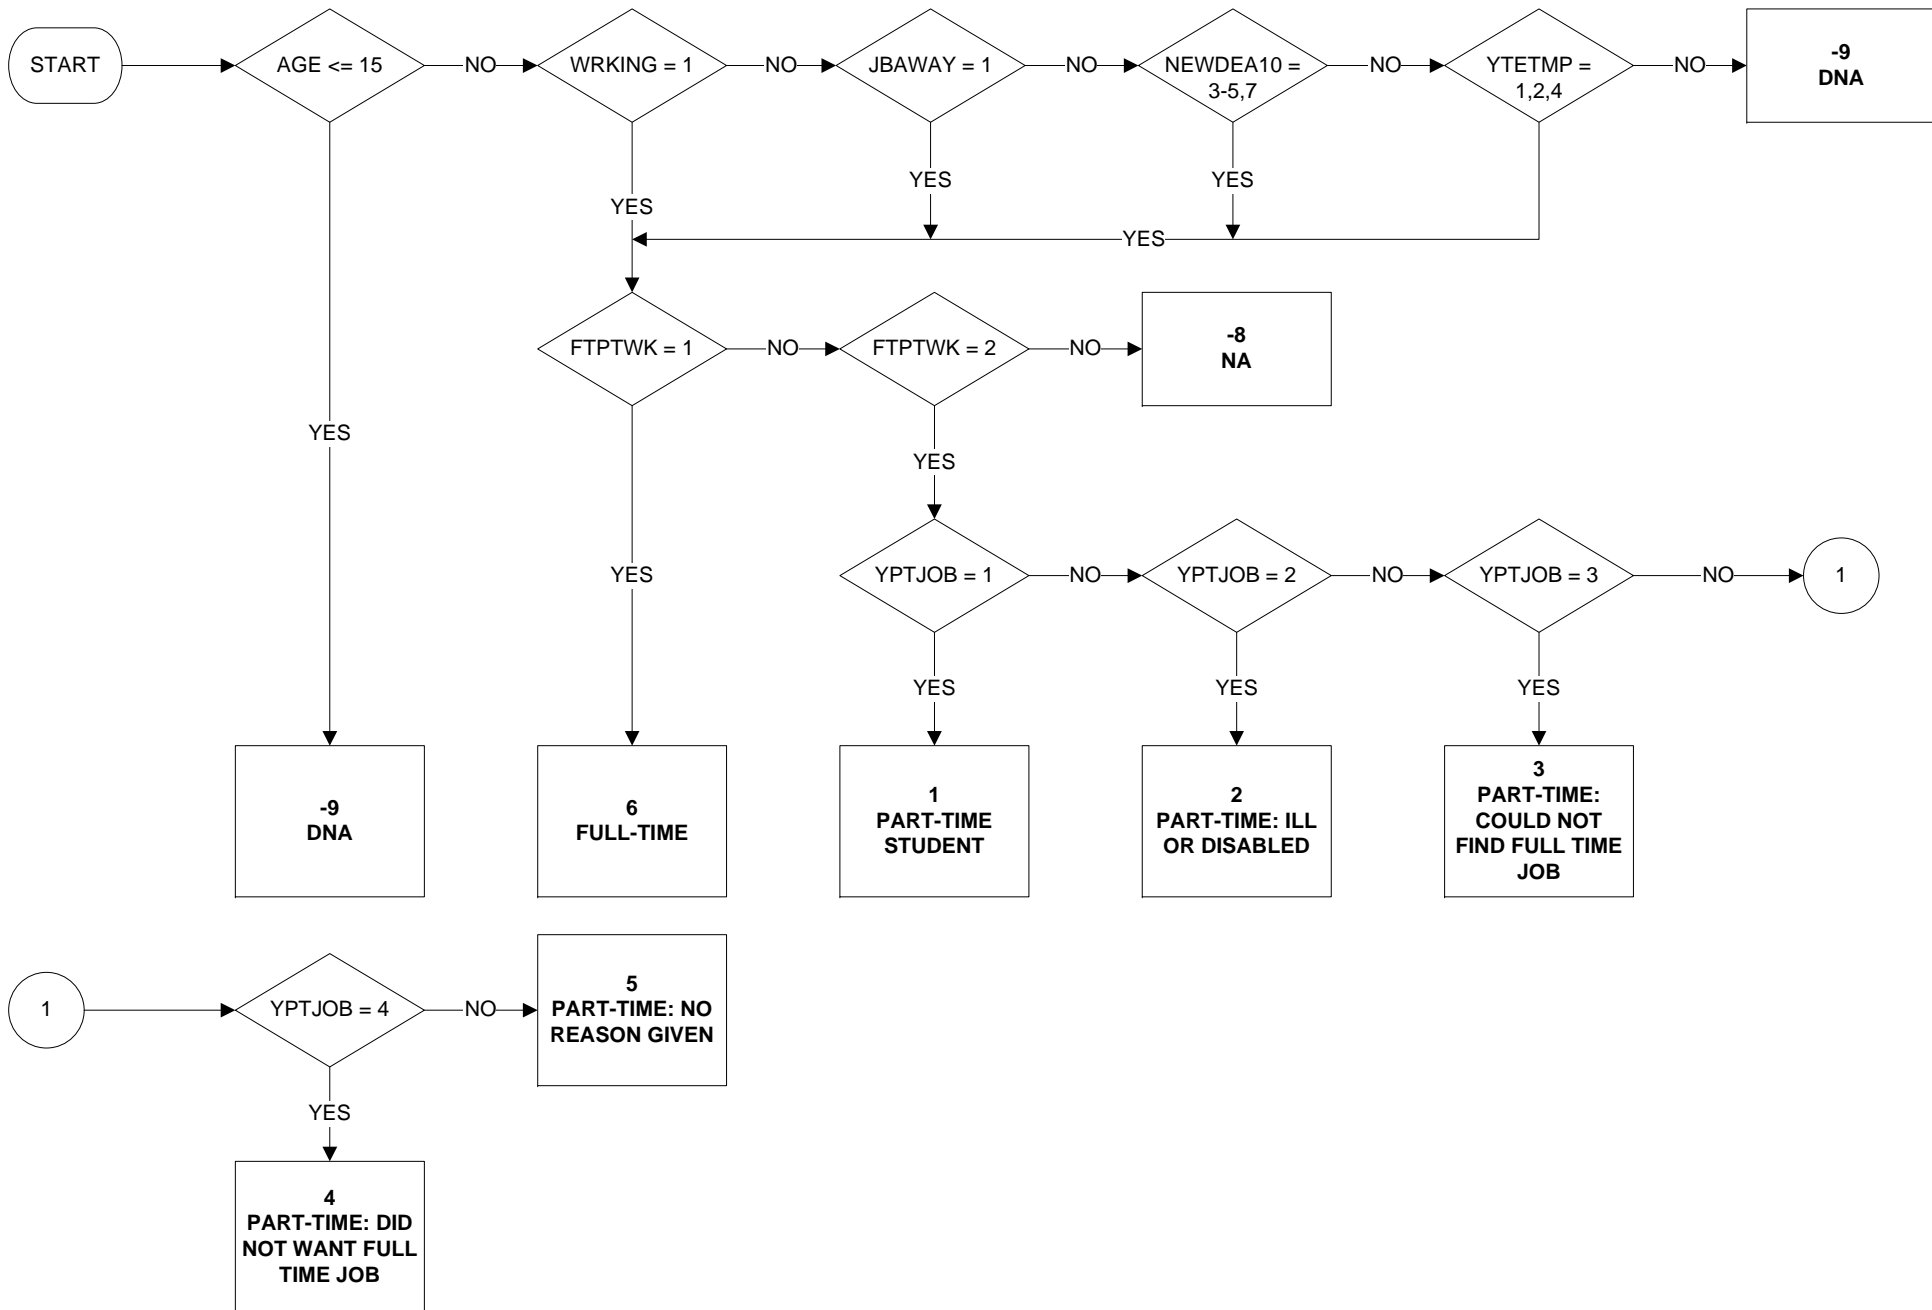 START
AGE <= 15
NO
WRKING = 1
NO
JBAWAY = 1
NO
NEWDEA10 =
3-5,7
NO
YTETMP =
1,2,4
NO
-9
DNA
YES
YES
YES
YES
YES
FTPTWK = 1
NO
FTPTWK = 2
NO
-8
NA
YES
YES
YES
YPTJOB = 1
NO
YPTJOB = 2
NO
YPTJOB = 3
NO
1
YES
YES
YES
-9
DNA
6
FULL-TIME
1
PART-TIME
STUDENT
2
PART-TIME: ILL
OR DISABLED
3
PART-TIME:
COULD NOT
FIND FULL TIME
JOB
1
YPTJOB = 4
NO
5
PART-TIME: NO
REASON GIVEN
YES
4
PART-TIME: DID
NOT WANT FULL
TIME JOB